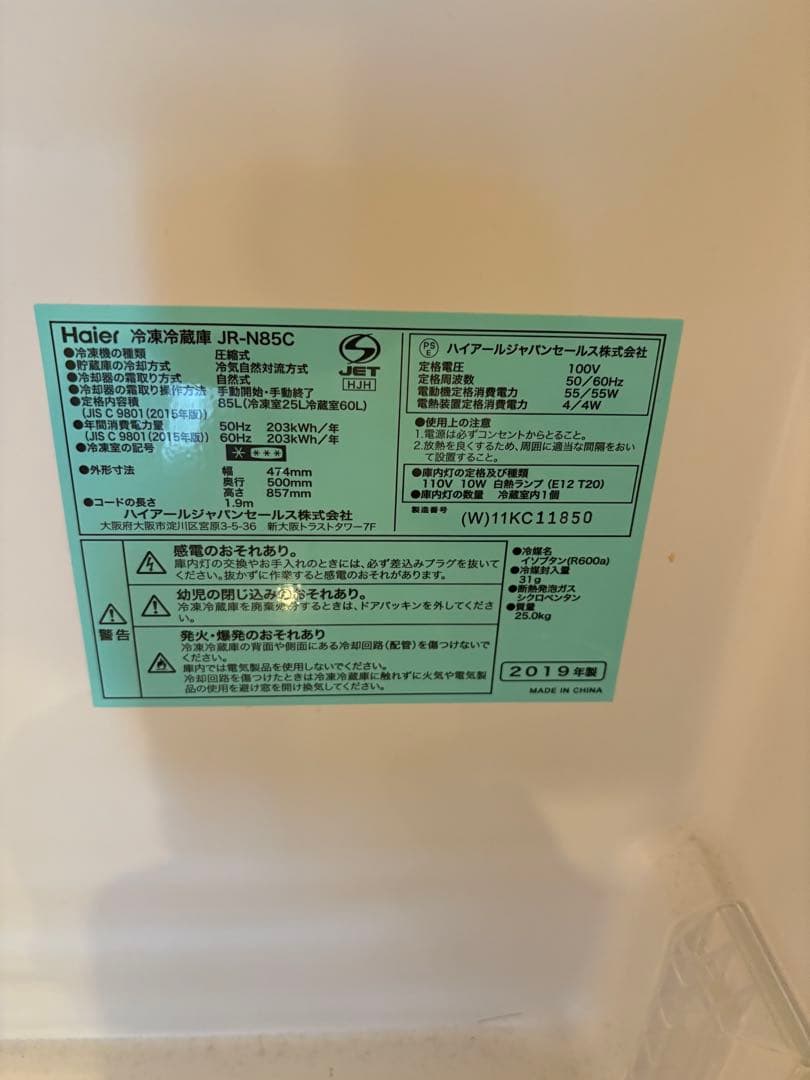 Haier 冷凍冷蔵庫 JR-N85C
●冷凍機の種類 圧縮式
●貯蔵庫の冷却方式 冷気自然対流方式
●冷却器の霜取り方式 自然式
●冷却器の霜取り操作方法 手動開始・手動終了
●定格内容積 85L(冷凍室25L冷蔵室60L)
(JIS C 9801(2015年版))
●年間消費電力量 50Hz 203kWh/年
(JIS C 9801(2015年版)) 60Hz 203kWh/年
●冷凍室の記号
●外形寸法 幅 474mm
奥行 500mm
高さ 857mm
●コードの長さ 1.9m
ハイアールジャパンセールス株式会社
大阪府大阪市淀川区宮原3-5-36 新大阪トラストタワー7F
JET
HJH
PS
E
ハイアールジャパンセールス株式会社
定格電圧 100V
定格周波数 50/60Hz
電動機定格消費電力 55/55W
電熱装置定格消費電力 4/4W
●使用上の注意
1.電源は必ずコンセントからとること。
2.放熱を良くするため、周囲に適当な間隔をおい
て設置すること。
●庫内灯の定格及び種類
110V 10W 白熱ランプ(E12 T20)
●庫内灯の数量 冷蔵室内1個
製造番号
(W)11KC11850
警告
感電のおそれあり。
庫内灯の交換やお手入れのときには、必ず差込みプラグを抜いて
ください。抜かずに作業すると感電のおそれがあります。
幼児の閉じ込みのおそれあり。
冷凍冷蔵庫を廃棄処分するときは、ドアパッキンを外してくださ
い。
発火・爆発のおそれあり
冷凍冷蔵庫の背面や側面にある冷却回路(配管)を傷つけないで
ください。
庫内では電気製品を使用しないでください。
冷却回路を傷つけたときは冷凍冷蔵庫に触れずに火気や電気製
品の使用を避け窓を開け換気してください。
●冷媒名
イソブタン(R600a)
●冷媒封入量
31g
●断熱発泡ガス
シクロペンタン
●質量
25.0kg
2019年製
MADE IN CHINA